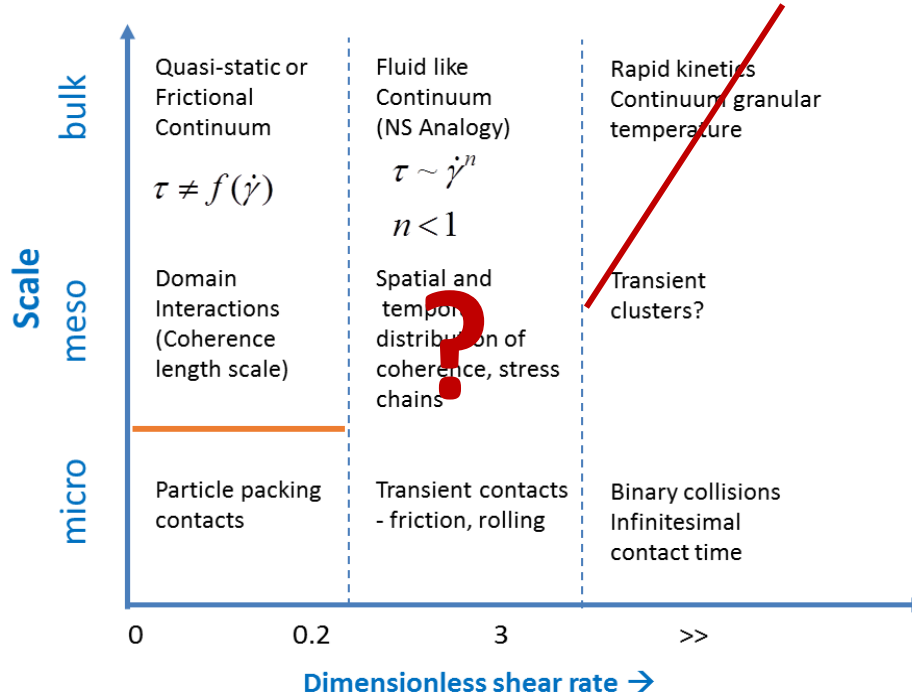 bulk
Quasi-static or
Frictional
Continuum
τ ≠ f(γ̇)
Fluid like
Continuum
(NS Analogy)
τ ~ γ̇ⁿ
n < 1
Rapid kinetics
Continuum granular
temperature
Scale
meso
Domain
Interactions
(Coherence
length scale)
Spatial and
distribution of
coherence, stress
chains
?
Transient
clusters?
micro
Particle packing
contacts
Transient contacts
- friction, rolling
Binary collisions
Infinitesimal
contact time
0
0.2
3
>>
Dimensionless shear rate →